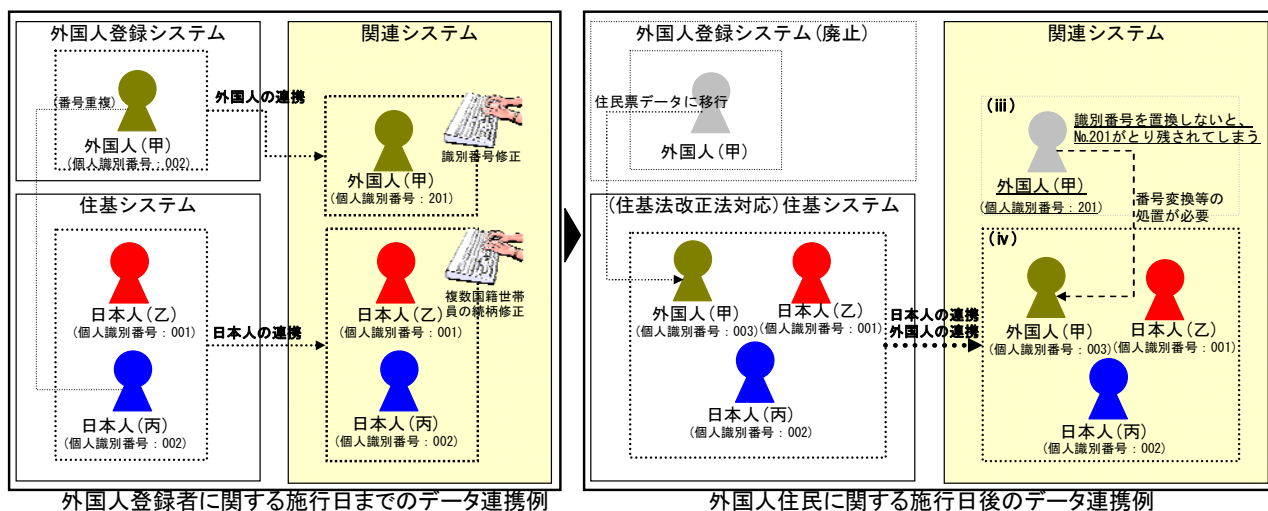 外国人登録システム
(番号重複)
外国人（甲）
(個人識別番号：002)
外国人の連携
住基システム
日本人（乙）
(個人識別番号：001)
日本人の連携
日本人（丙）
(個人識別番号：002)
関連システム
識別番号修正
外国人（甲）
(個人識別番号：201)
複数国籍世帯
員の続柄修正
日本人（乙）
(個人識別番号：001)
日本人（丙）
(個人識別番号：002)
外国人登録者に関する施行日までのデータ連携例
外国人登録システム（廃止）
住民票データに移行
外国人（甲）
（住基法改正法対応）住基システム
外国人（甲）
(個人識別番号：003)
日本人（乙）
(個人識別番号：001)
日本人（丙）
(個人識別番号：002)
日本人の連携
外国人の連携
関連システム
(ⅲ)
識別番号を置換しないと、
№201がとり残されてしまう
外国人（甲）
(個人識別番号：201)
番号変換等の
処置が必要
(ⅳ)
外国人（甲）
(個人識別番号：003)
日本人（乙）
(個人識別番号：001)
日本人（丙）
(個人識別番号：002)
外国人住民に関する施行日後のデータ連携例